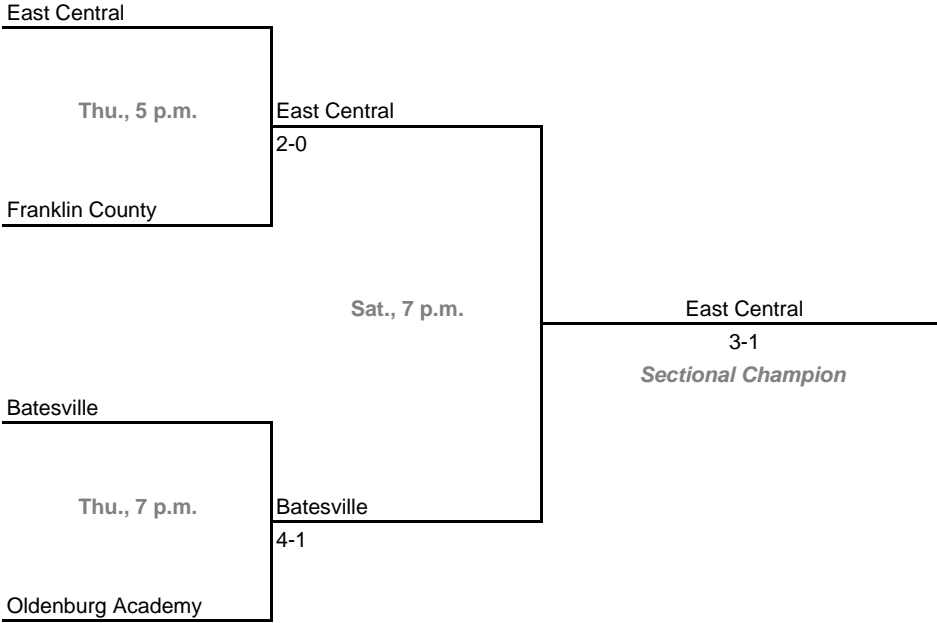 East Central
Thu., 5 p.m.
East Central
2-0
Franklin County
Sat., 7 p.m.
East Central
3-1
Sectional Champion
Batesville
Thu., 7 p.m.
Batesville
4-1
Oldenburg Academy